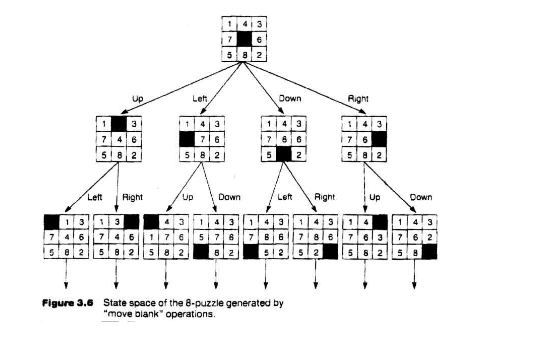 1 4 3
7 6
5 8 2
Up Left Down Right
1 3 1 4 3 1 4 3 1 4 3
7 4 6 7 6 7 8 6 7 6
5 8 2 5 8 2 5 2 5 8 2
Left Right Up Down Left Right Up Down
1 3 1 3 4 3 1 4 3 1 4 3 1 4 3 1 4 1 4 3
7 4 6 7 4 6 1 7 6 5 7 6 7 8 6 7 8 6 7 6 3 7 6 2
5 8 2 5 8 2 5 8 2 8 2 5 2 5 2 5 8 2 5 8
Figure 3.6 State space of the 8-puzzle generated by
"move blank" operations.